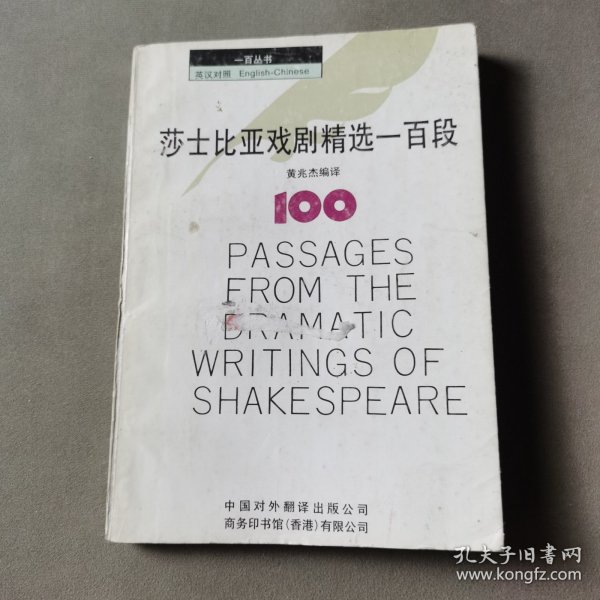 一百丛书
英汉对照 English-Chinese
莎士比亚戏剧精选一百段
黄兆杰编译
100
PASSAGES
FROM THE
DRAMATIC
WRITINGS OF
SHAKESPEARE
中国对外翻译出版公司
商务印书馆(香港)有限公司
孔夫子旧书网
www.kongfz.com